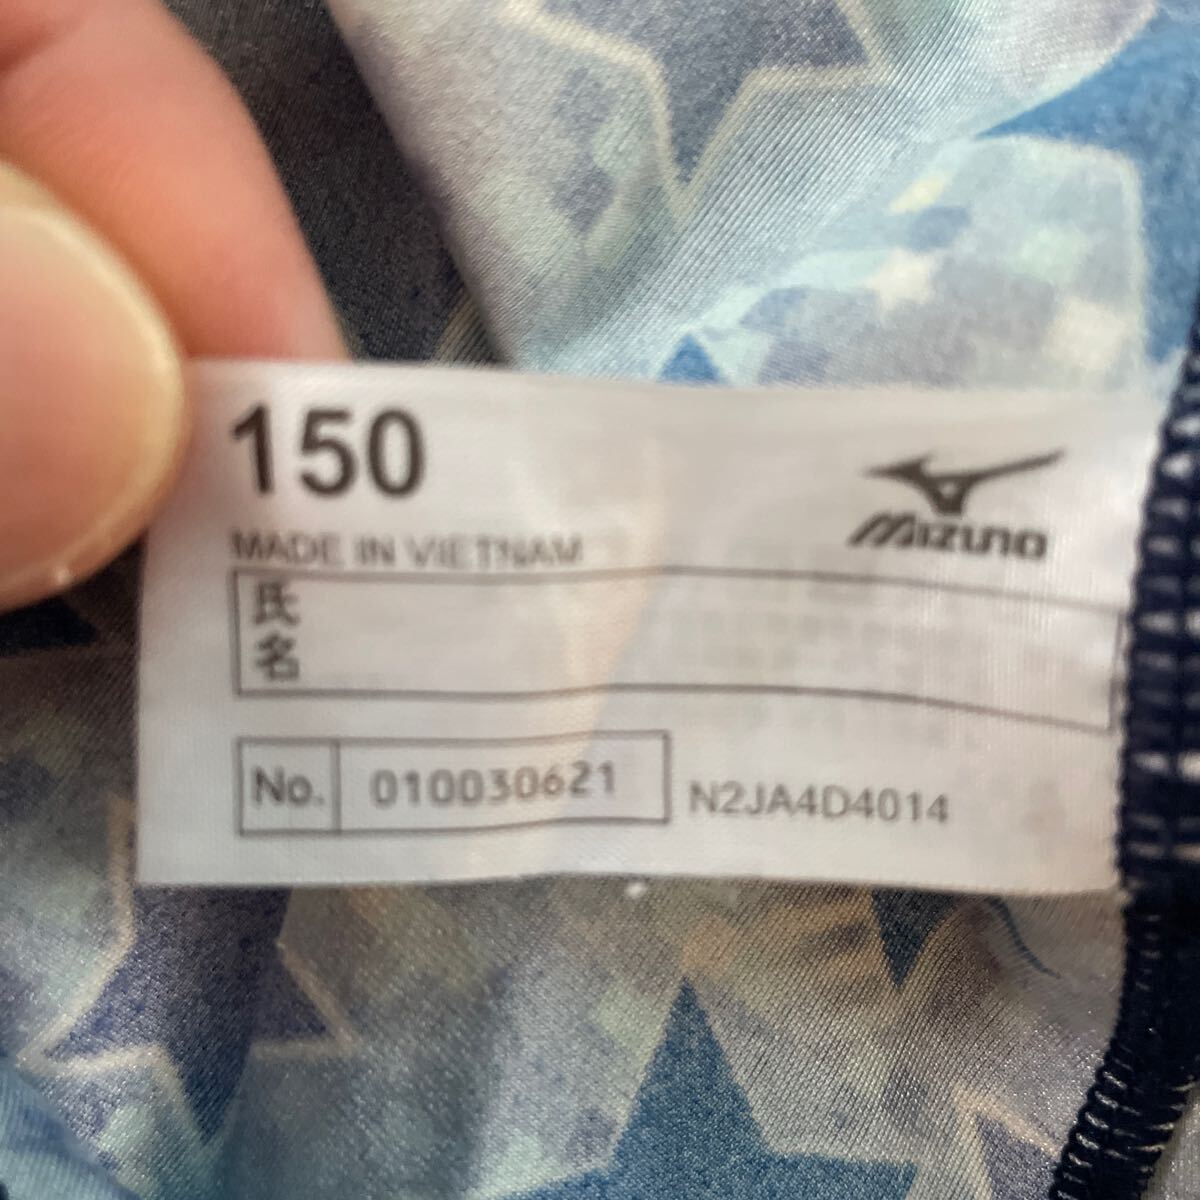 150
MIZUNO
MADE IN VIETNAM
氏名
No. 010030621 N2JA4D4014